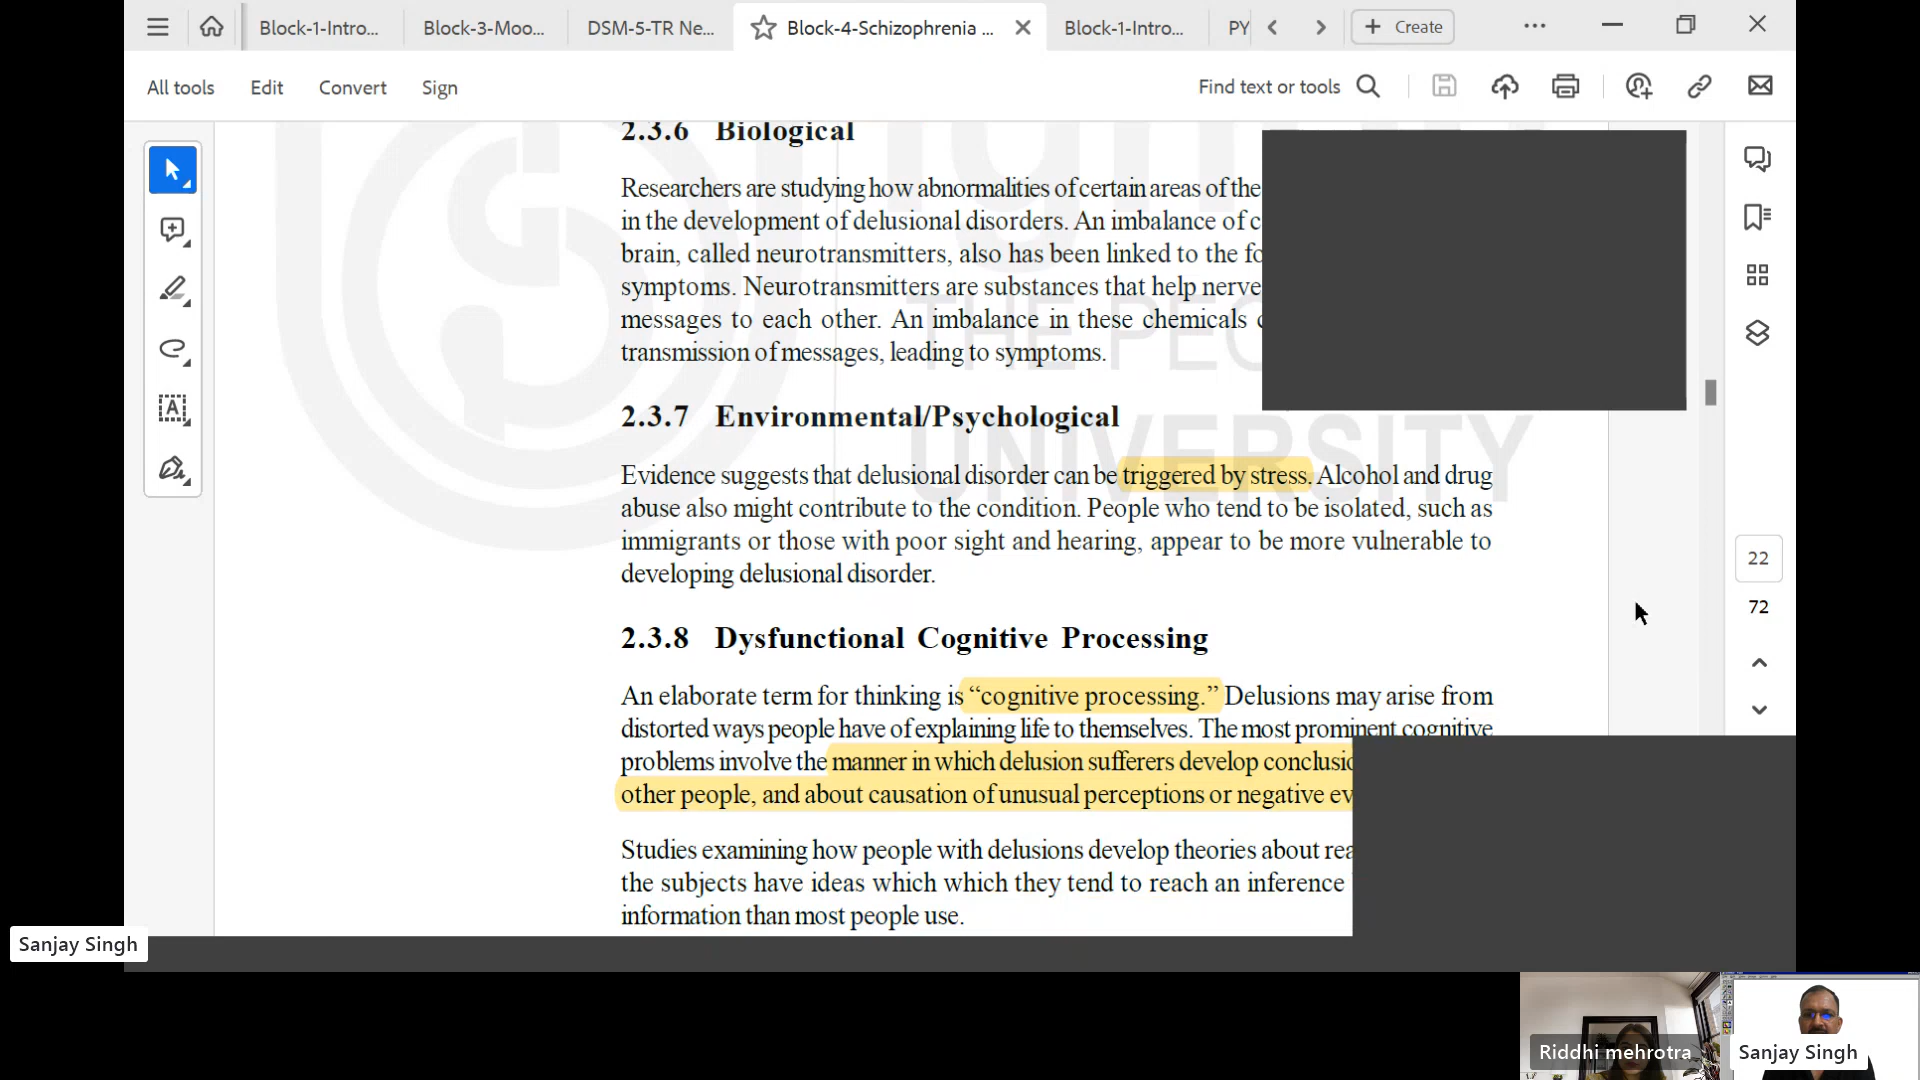 Block-1-Intro...
Block-3-Moo...
DSM-5-TR Ne...
Block-4-Schizophrenia ...
Block-1-Intro...
PY
Create
All tools
Edit
Convert
Sign
Find text or tools
2.3.6 Biological
Researchers are studying how abnormalities of certain areas of the
in the development of delusional disorders. An imbalance of c
brain, called neurotransmitters, also has been linked to the fo
symptoms. Neurotransmitters are substances that help nerve
messages to each other. An imbalance in these chemicals c
transmission of messages, leading to symptoms.
THE PEO
UNIVERSITY
2.3.7 Environmental/Psychological
Evidence suggests that delusional disorder can be triggered by stress. Alcohol and drug
abuse also might contribute to the condition. People who tend to be isolated, such as
immigrants or those with poor sight and hearing, appear to be more vulnerable to
developing delusional disorder.
22
72
2.3.8 Dysfunctional Cognitive Processing
An elaborate term for thinking is “cognitive processing.” Delusions may arise from
distorted ways people have of explaining life to themselves. The most prominent cognitive
problems involve the manner in which delusion sufferers develop conclusio
other people, and about causation of unusual perceptions or negative ev
Studies examining how people with delusions develop theories about rea
the subjects have ideas which which they tend to reach an inference
information than most people use.
Sanjay Singh
Riddhi mehrotra
Sanjay Singh